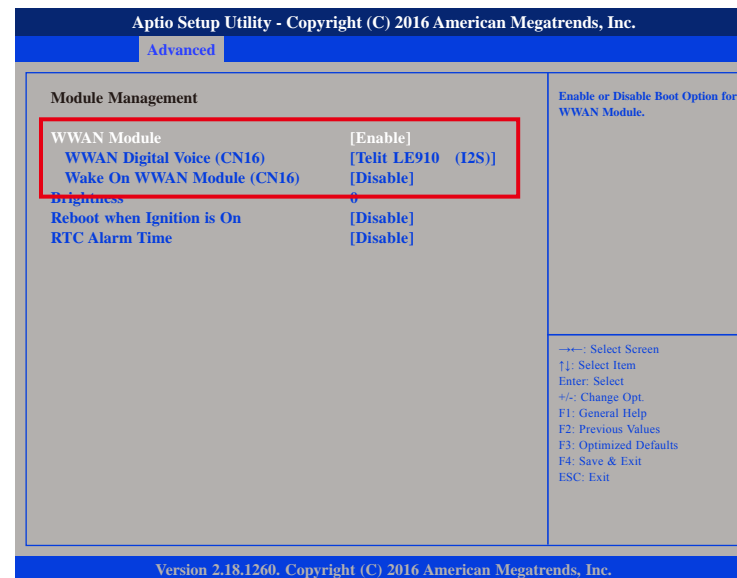 Aptio Setup Utility - Copyright (C) 2016 American Megatrends, Inc.
Advanced
Module Management
WWAN Module [Enable]
WWAN Digital Voice (CN16) [Telit LE910 (I2S)]
Wake On WWAN Module (CN16) [Disable]
Brightness 6
Reboot when Ignition is On [Disable]
RTC Alarm Time [Disable]
Enable or Disable Boot Option for
WWAN Module.
→←: Select Screen
↑↓: Select Item
Enter: Select
+/-: Change Opt.
F1: General Help
F2: Previous Values
F3: Optimized Defaults
F4: Save & Exit
ESC: Exit
Version 2.18.1260. Copyright (C) 2016 American Megatrends, Inc.